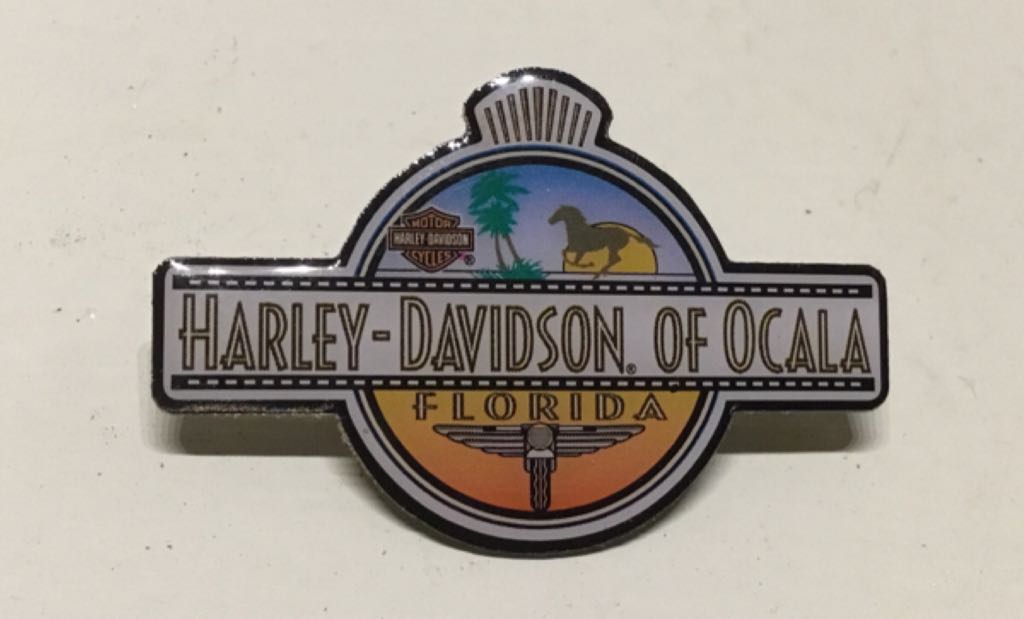 MOTOR
HARLEY-DAVIDSON
CYCLES®
HARLEY-DAVIDSON® OF OCALA
FLORIDA